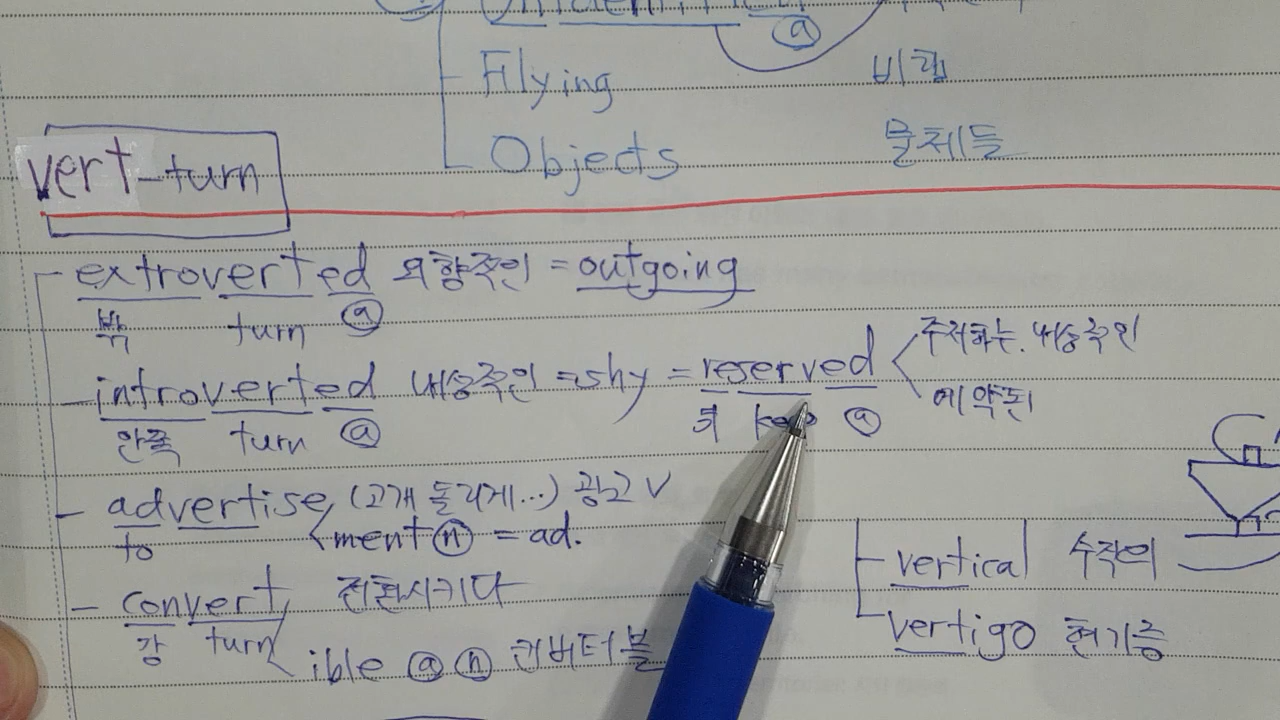 ⓐ
Flying 비행
Objects 물체들
vert-turn
extroverted 외향적인 = outgoing
밖 turn ⓐ
introverted 내성적인 = shy = reserved 주저하는. 내성적인
예약된
안쪽 turn ⓐ 뒤 keep ⓐ
advertise (고개 돌리게...) 광고 V
to ment ⓝ = ad.
convert 전환시키다
강 turn ible ⓐ ⓝ 컨버터블
vertical 수직의
vertigo 현기증